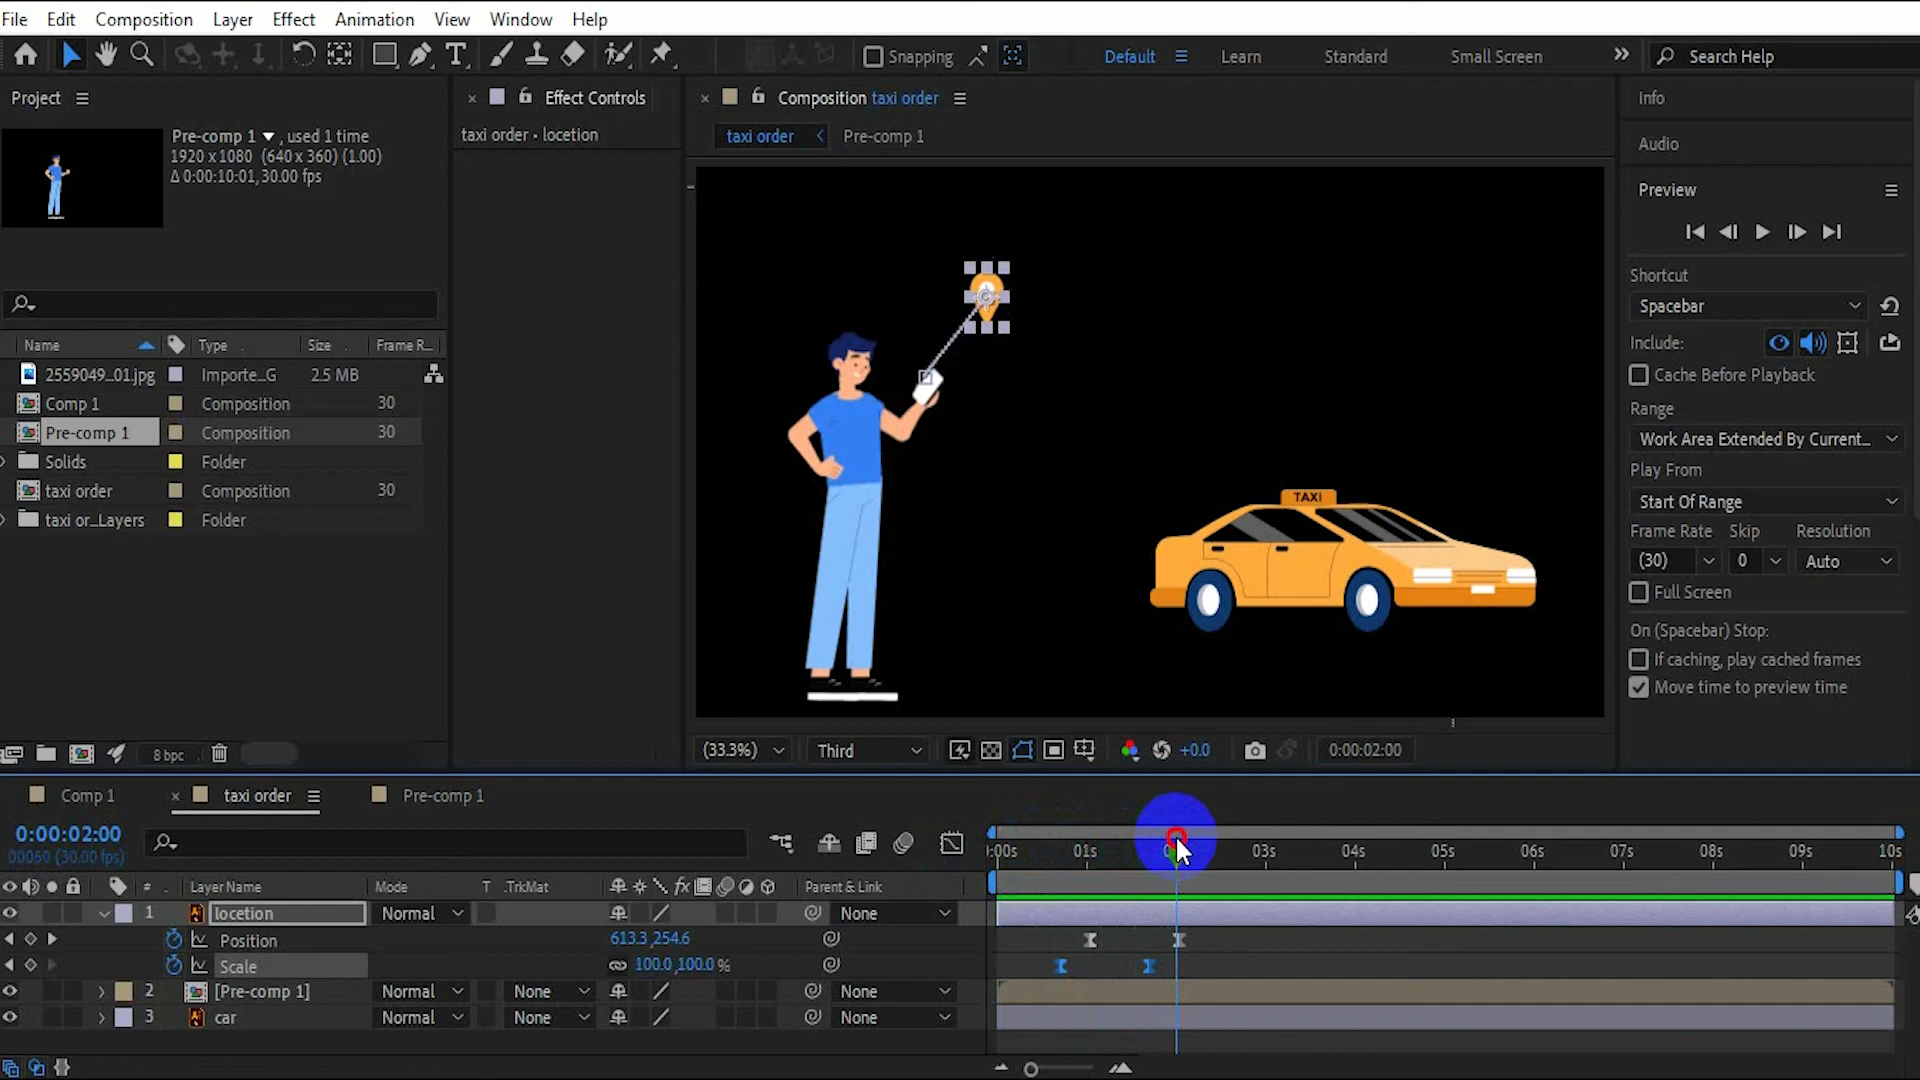 File Edit Composition Layer Effect Animation View Window Help
Snapping Default Learn Standard Small Screen Search Help
Project
Pre-comp 1 , used 1 time
1920 x 1080 (640 x 360) (1.00)
Δ 0:00:10:01, 30.00 fps
Effect Controls
taxi order • locetion
Composition taxi order
taxi order Pre-comp 1
Name Type Size Frame R...
2559049_01.jpg Importe_G 2.5 MB
Comp 1 Composition 30
Pre-comp 1 Composition 30
Solids Folder
taxi order Composition 30
taxi or_Layers Folder
8 bpc
TAXI
(33.3%) Third +0.0 0:00:02:00
Info
Audio
Preview
Shortcut
Spacebar
Include:
Cache Before Playback
Range
Work Area Extended By Current...
Play From
Start Of Range
Frame Rate Skip Resolution
(30) 0 Auto
Full Screen
On (Spacebar) Stop:
If caching, play cached frames
Move time to preview time
Comp 1 taxi order Pre-comp 1
0:00:02:00
00060 (30.00 fps)
:00s 01s 03s 04s 05s 06s 07s 08s 09s 10s
# Layer Name Mode T .TrkMat fx Parent & Link
1 locetion Normal None
Position 613.3,254.6
Scale 100.0,100.0 %
2 [Pre-comp 1] Normal None None
3 car Normal None None